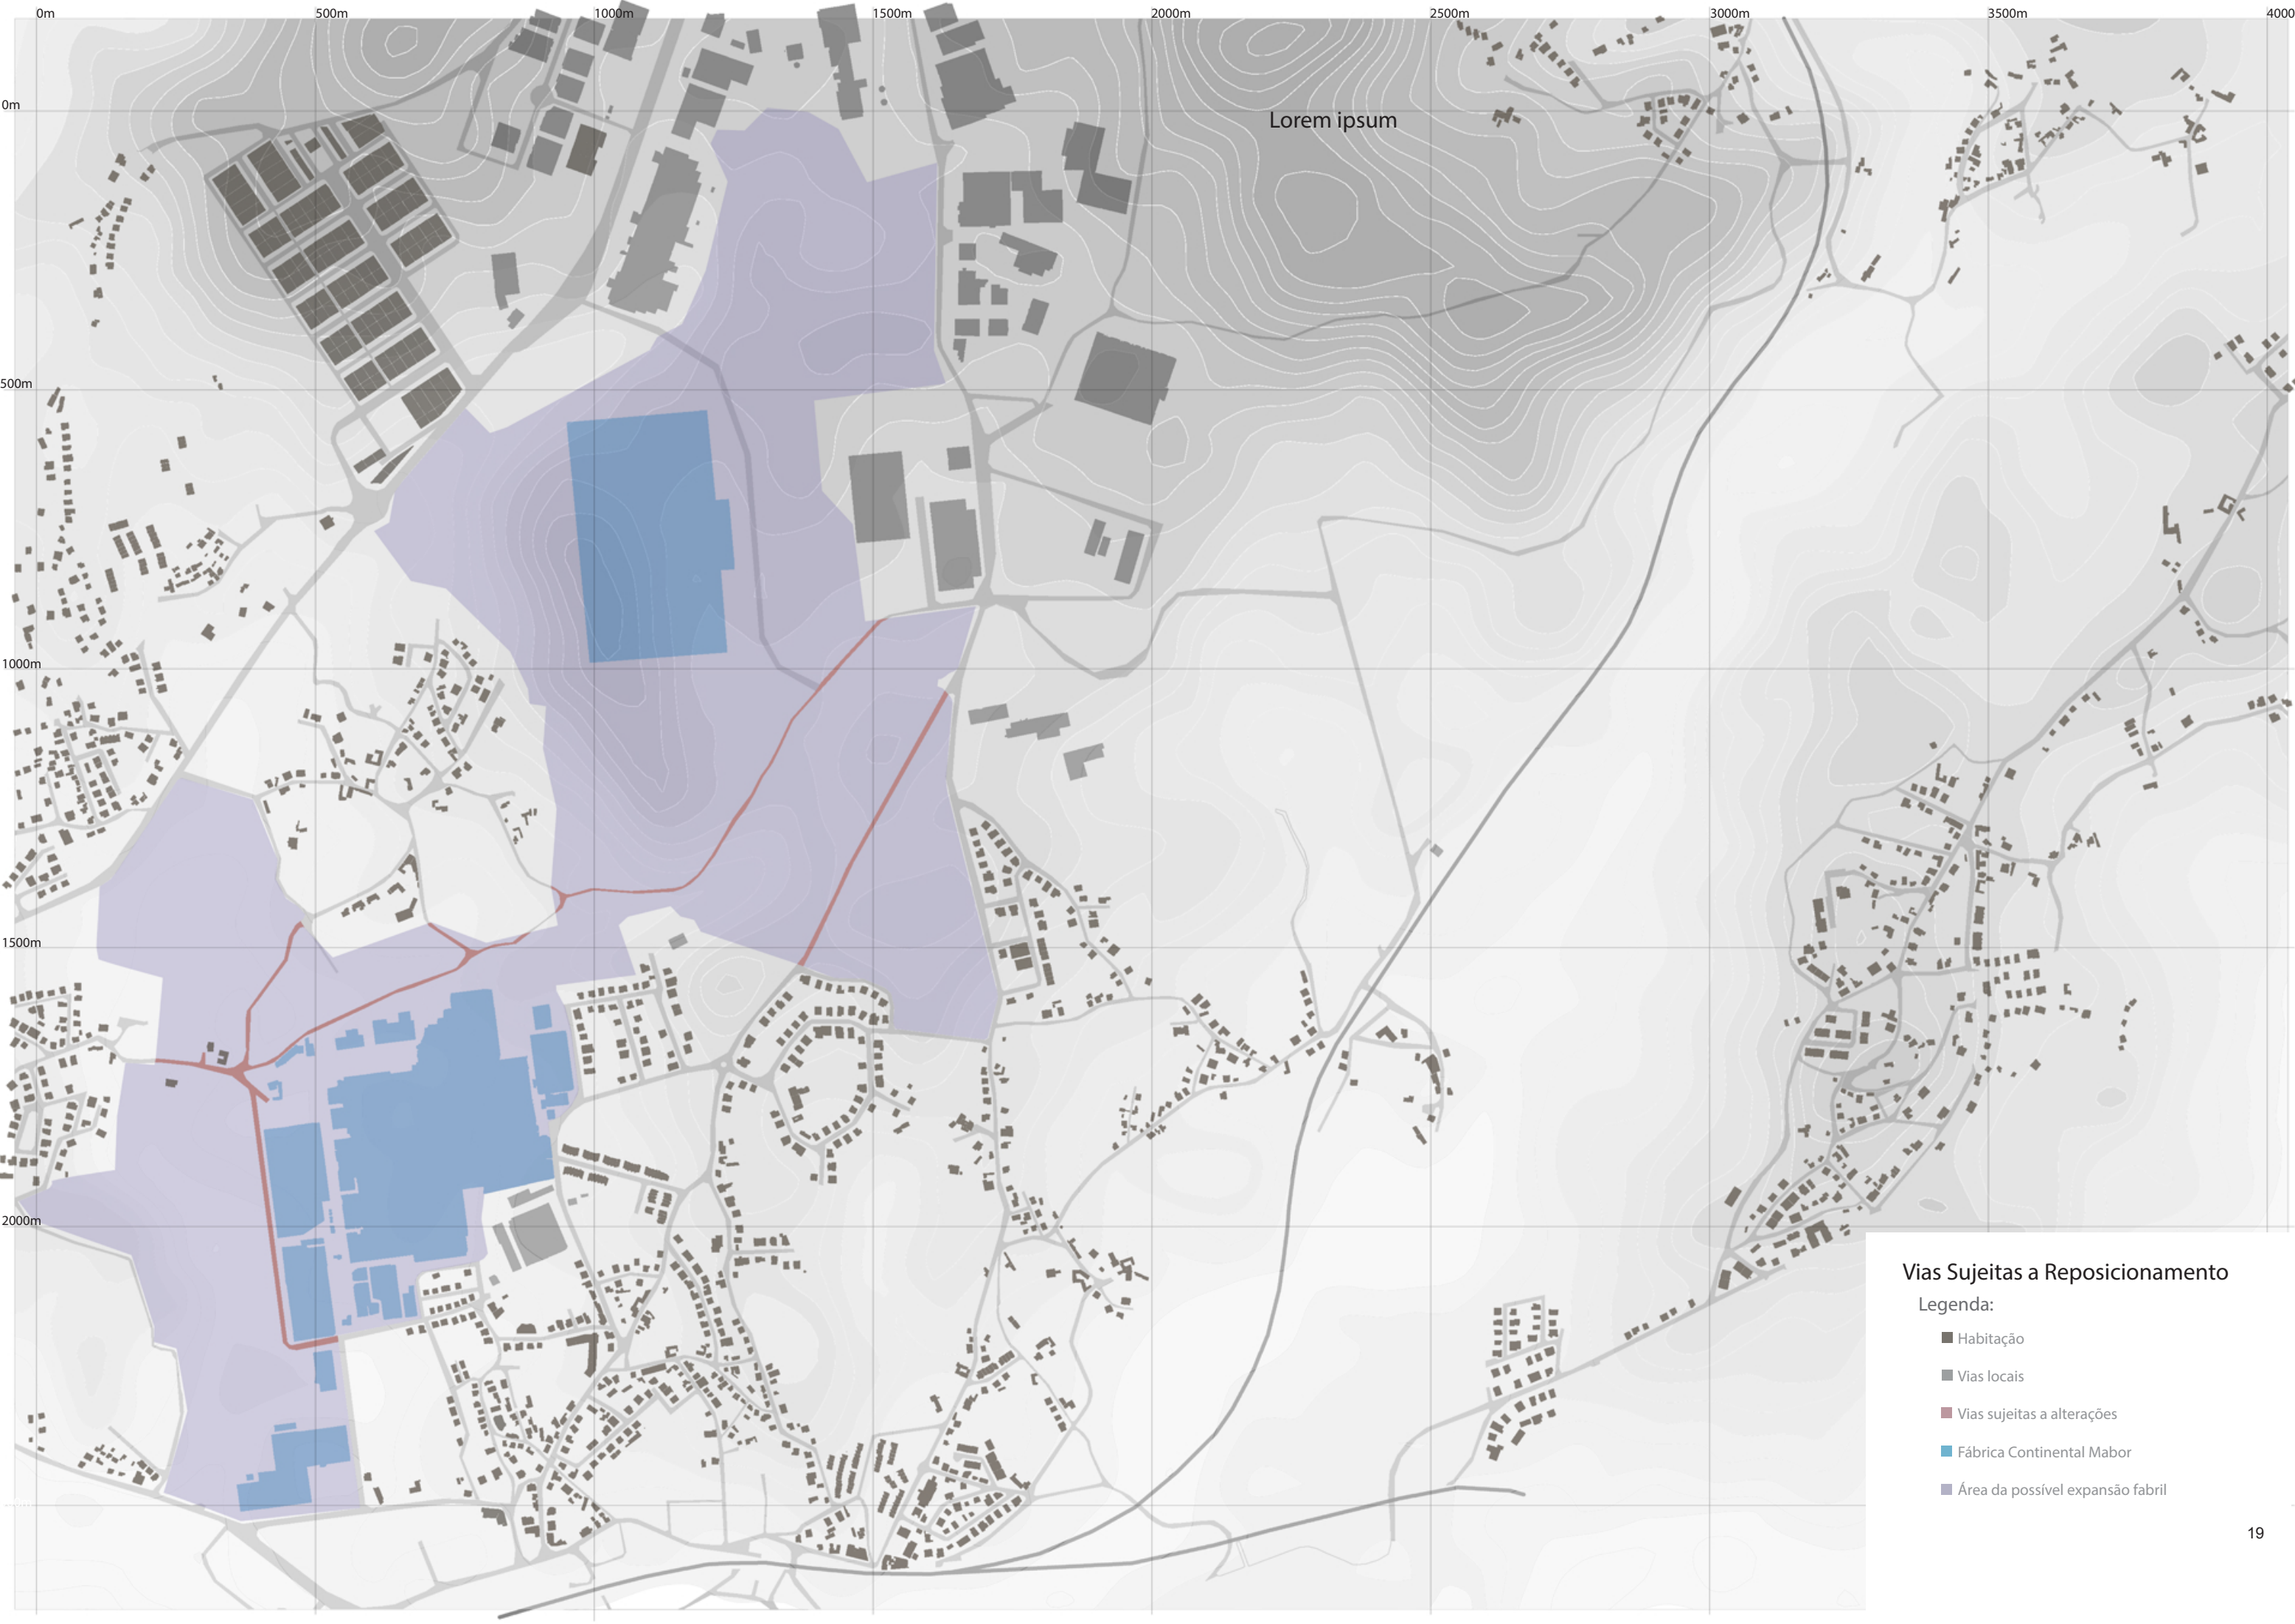 0m 500m 1000m 1500m 2000m 2500m 3000m 3500m 4000
0m
Lorem ipsum
500m
1000m
1500m
2000m
Vias Sujeitas a Reposicionamento
Legenda:
Habitação
Vias locais
Vias sujeitas a alterações
Fábrica Continental Mabor
Área da possível expansão fabril
19